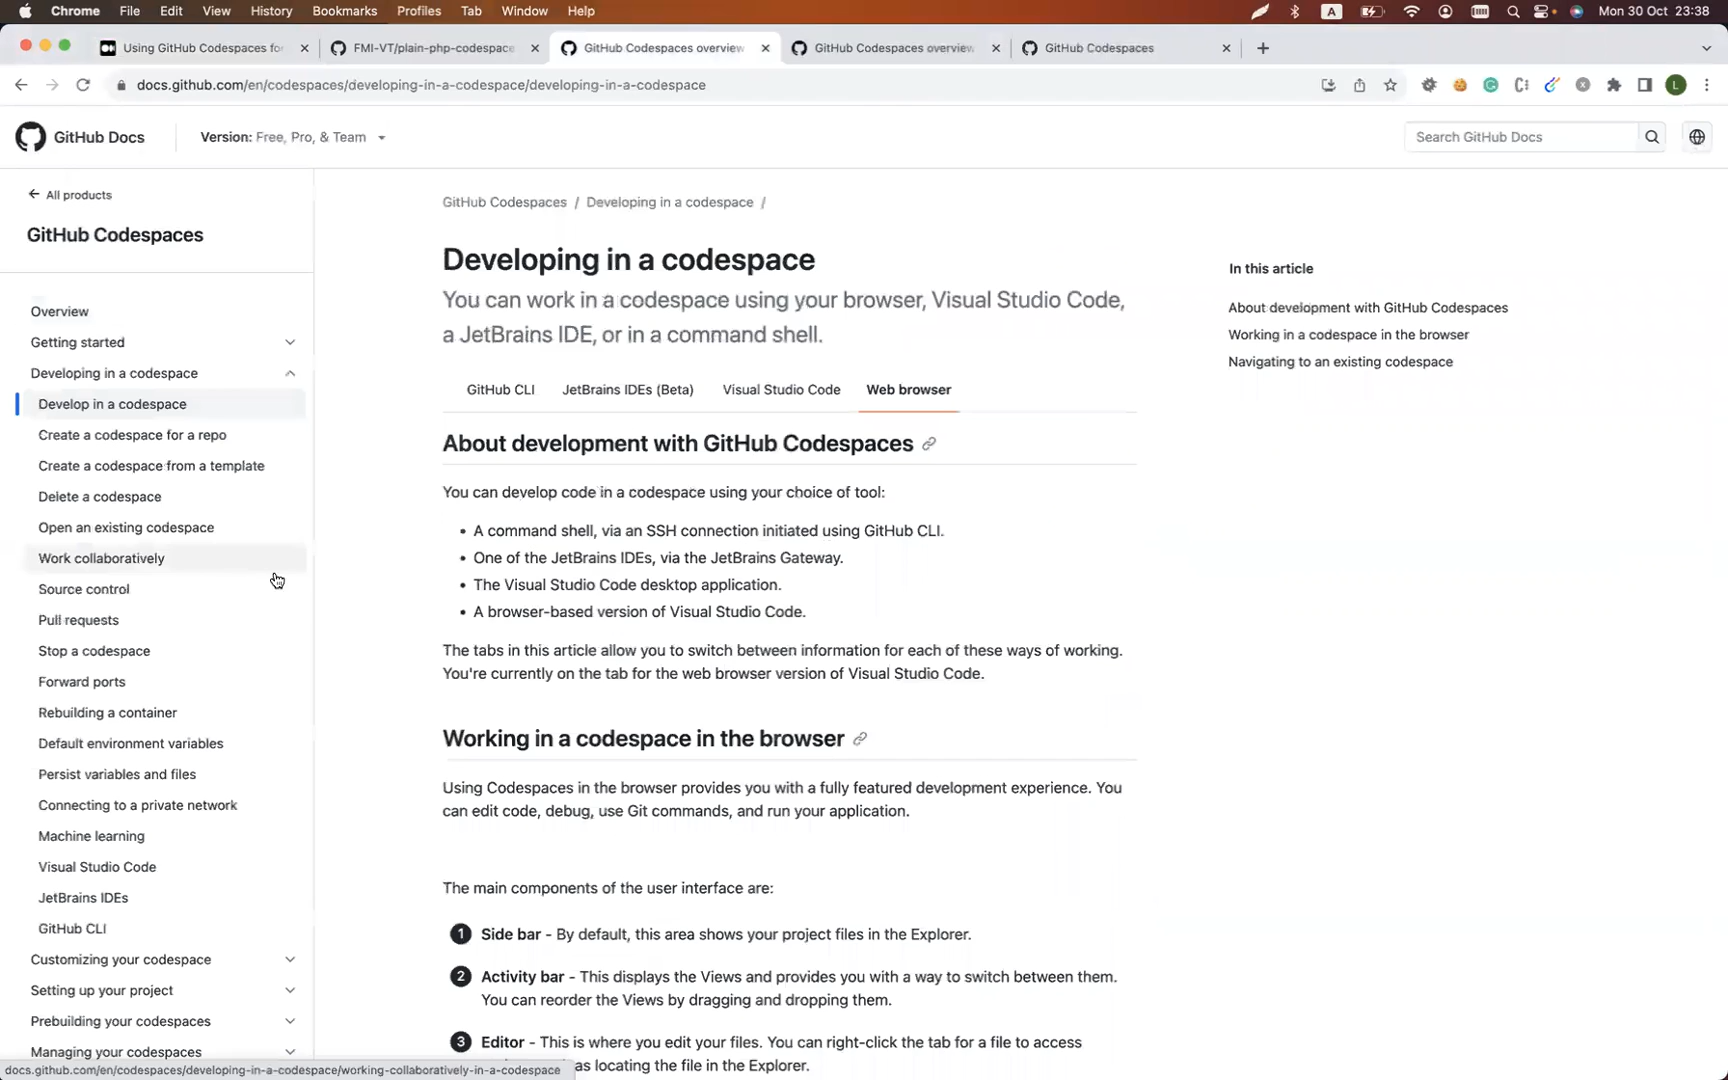 Chrome File Edit View History Bookmarks Profiles Tab Window Help
A
Mon 30 Oct 23:38
Using GitHub Codespaces for
FMI-VT/plain-php-codespace
GitHub Codespaces overview
GitHub Codespaces overview
GitHub Codespaces
docs.github.com/en/codespaces/developing-in-a-codespace/developing-in-a-codespace
L
GitHub Docs
Version: Free, Pro, & Team
Search GitHub Docs
All products
GitHub Codespaces
Overview
Getting started
Developing in a codespace
Develop in a codespace
Create a codespace for a repo
Create a codespace from a template
Delete a codespace
Open an existing codespace
Work collaboratively
Source control
Pull requests
Stop a codespace
Forward ports
Rebuilding a container
Default environment variables
Persist variables and files
Connecting to a private network
Machine learning
Visual Studio Code
JetBrains IDEs
GitHub CLI
Customizing your codespace
Setting up your project
Prebuilding your codespaces
Managing your codespaces
docs.github.com/en/codespaces/developing-in-a-codespace/working-collaboratively-in-a-codespace
GitHub Codespaces / Developing in a codespace /
Developing in a codespace
You can work in a codespace using your browser, Visual Studio Code,
a JetBrains IDE, or in a command shell.
GitHub CLI JetBrains IDEs (Beta) Visual Studio Code Web browser
About development with GitHub Codespaces
You can develop code in a codespace using your choice of tool:
• A command shell, via an SSH connection initiated using GitHub CLI.
• One of the JetBrains IDEs, via the JetBrains Gateway.
• The Visual Studio Code desktop application.
• A browser-based version of Visual Studio Code.
The tabs in this article allow you to switch between information for each of these ways of working.
You're currently on the tab for the web browser version of Visual Studio Code.
Working in a codespace in the browser
Using Codespaces in the browser provides you with a fully featured development experience. You
can edit code, debug, use Git commands, and run your application.
The main components of the user interface are:
1 Side bar - By default, this area shows your project files in the Explorer.
2 Activity bar - This displays the Views and provides you with a way to switch between them.
You can reorder the Views by dragging and dropping them.
3 Editor - This is where you edit your files. You can right-click the tab for a file to access
as locating the file in the Explorer.
In this article
About development with GitHub Codespaces
Working in a codespace in the browser
Navigating to an existing codespace